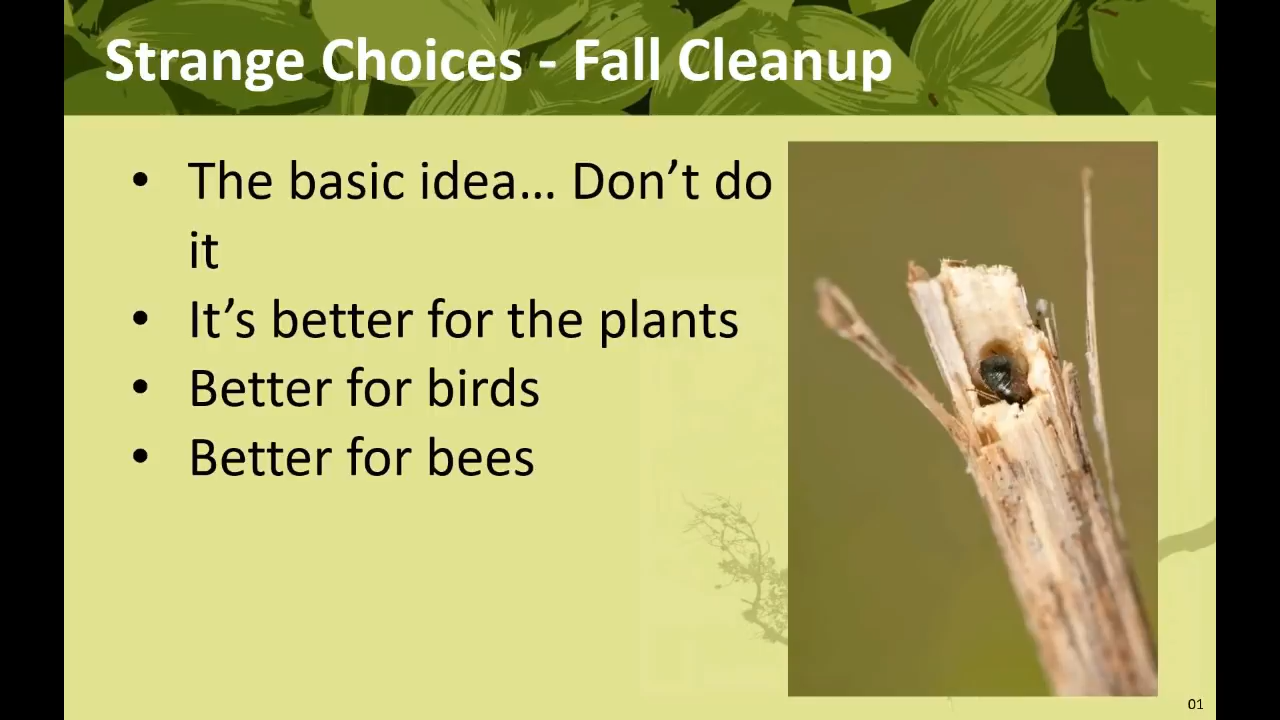 Strange Choices - Fall Cleanup
• The basic idea… Don’t do
it
• It’s better for the plants
• Better for birds
• Better for bees
01